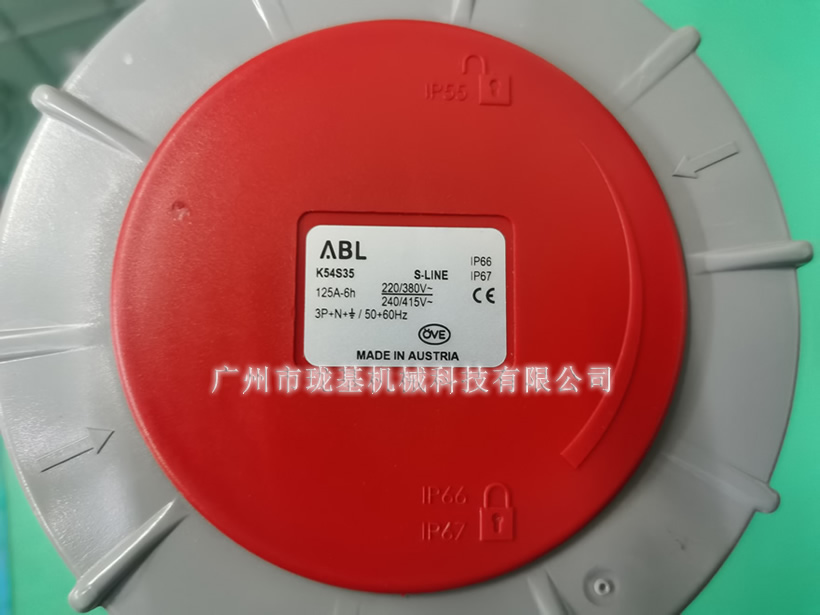 IP55
ABL
K54S35 S-LINE IP66
IP67
125A-6h 220/380V~
240/415V~
CE
3P+N+⏚ / 50+60Hz
ÖVE
MADE IN AUSTRIA
广州市珑基机械科技有限公司
IP66
IP67